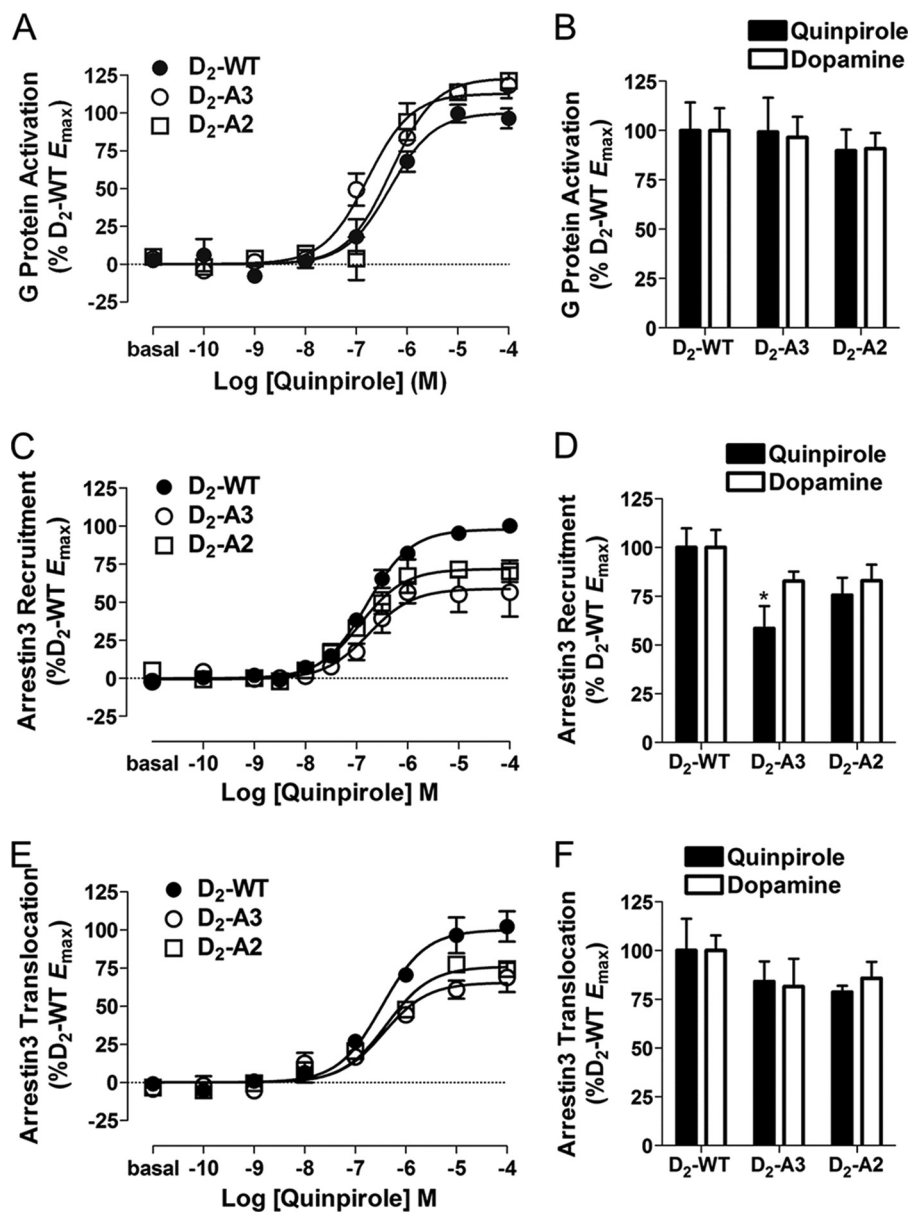 A
D₂-WT
D₂-A3
D₂-A2
G Protein Activation
(% D₂-WT Emax)
125
100
75
50
25
0
-25
basal -10 -9 -8 -7 -6 -5 -4
Log [Quinpirole] (M)
B
Quinpirole
Dopamine
G Protein Activation
(% D₂-WT Emax)
125
100
75
50
25
0
D₂-WT D₂-A3 D₂-A2
C
D₂-WT
D₂-A3
D₂-A2
Arrestin3 Recruitment
(%D₂-WT Emax)
125
100
75
50
25
0
-25
basal -10 -9 -8 -7 -6 -5 -4
Log [Quinpirole] M
D
Quinpirole
Dopamine
Arrestin3 Recruitment
(% D₂-WT Emax)
125
100
75
50
25
0
*
D₂-WT D₂-A3 D₂-A2
E
D₂-WT
D₂-A3
D₂-A2
Arrestin3 Translocation
(%D₂-WT Emax)
125
100
75
50
25
0
-25
basal -10 -9 -8 -7 -6 -5 -4
Log [Quinpirole] M
F
Quinpirole
Dopamine
Arrestin3 Translocation
(%D₂-WT Emax)
125
100
75
50
25
0
D₂-WT D₂-A3 D₂-A2